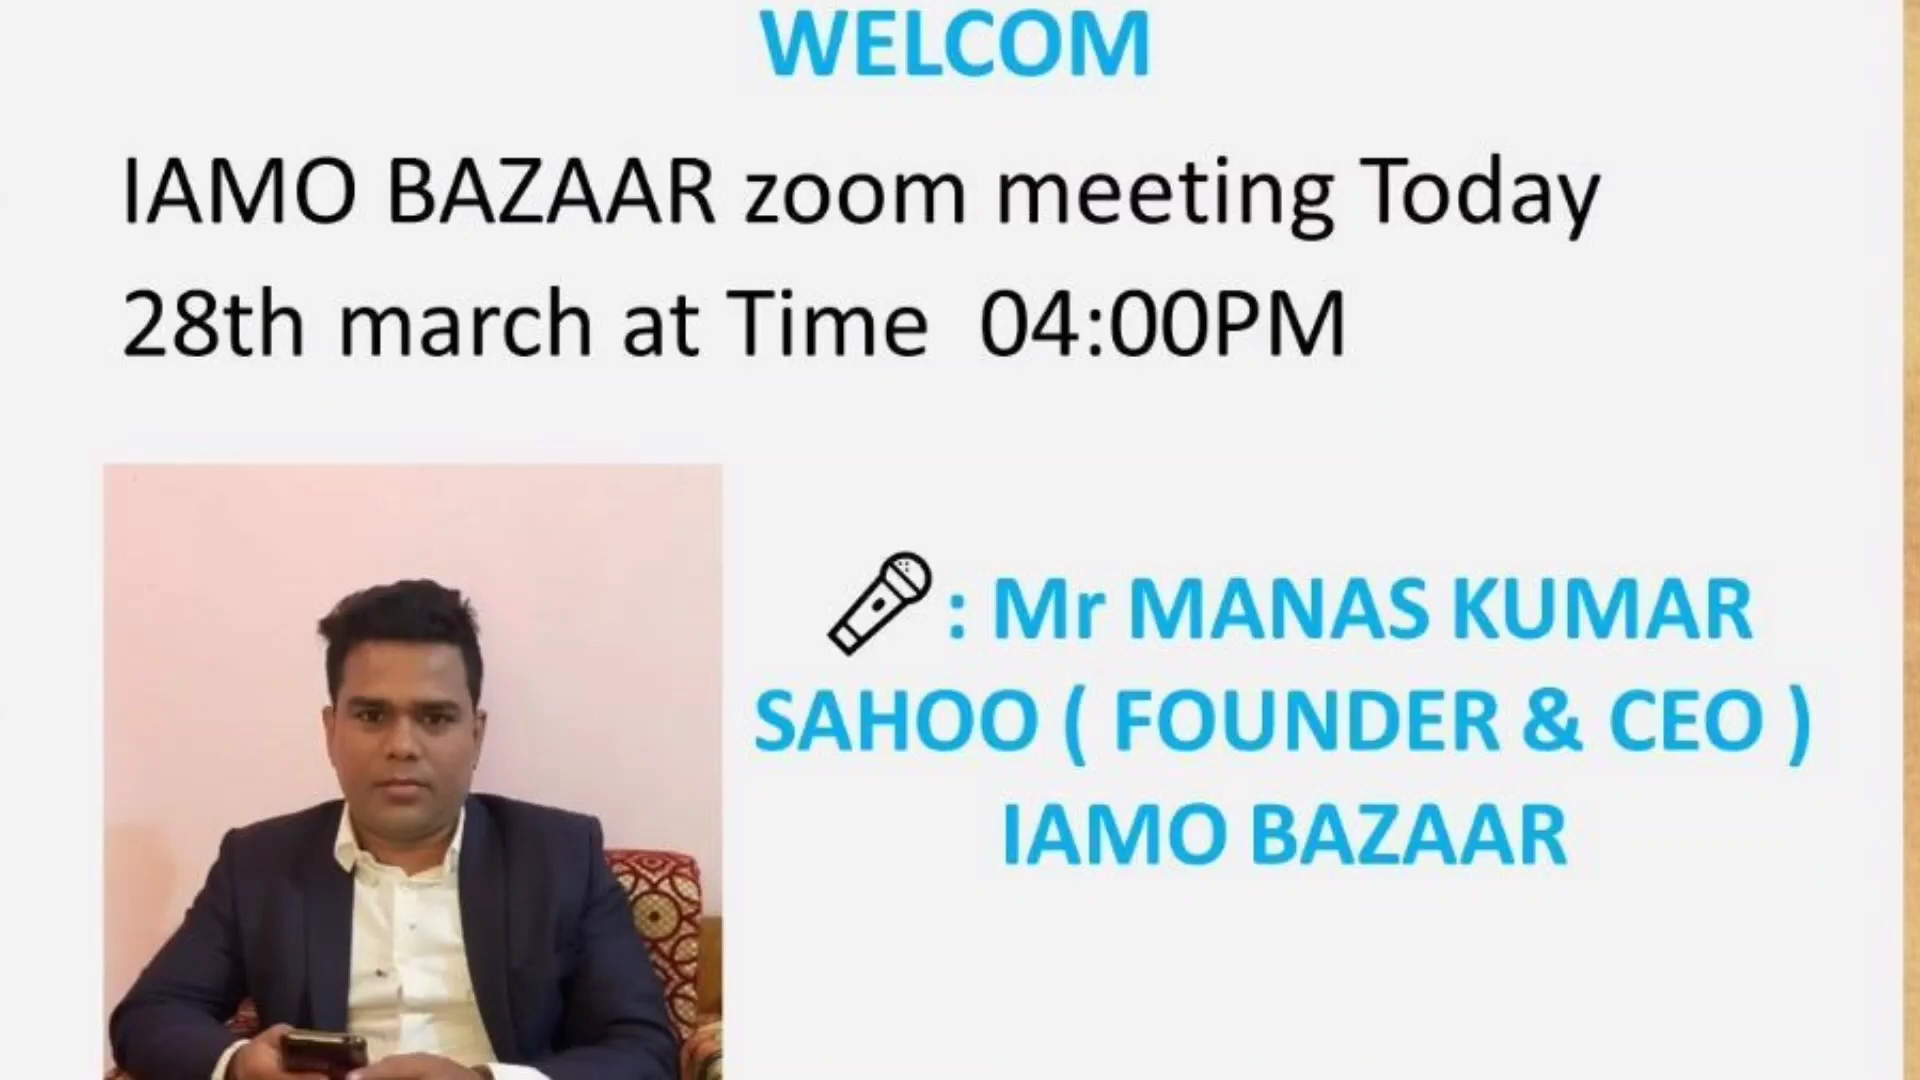 WELCOM
IAMO BAZAAR zoom meeting Today
28th march at Time 04:00PM
: Mr MANAS KUMAR
SAHOO ( FOUNDER & CEO )
IAMO BAZAAR